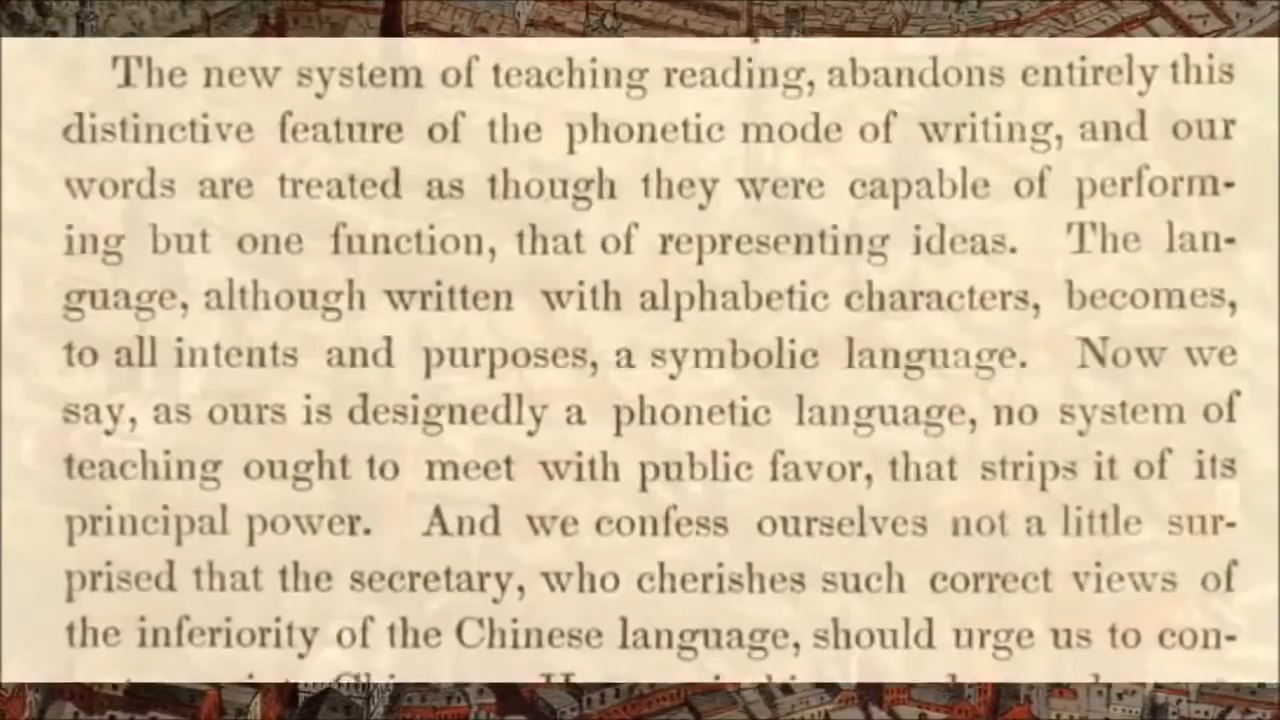 The new system of teaching reading, abandons entirely this
distinctive feature of the phonetic mode of writing, and our
words are treated as though they were capable of perform-
ing but one function, that of representing ideas. The lan-
guage, although written with alphabetic characters, becomes,
to all intents and purposes, a symbolic language. Now we
say, as ours is designedly a phonetic language, no system of
teaching ought to meet with public favor, that strips it of its
principal power. And we confess ourselves not a little sur-
prised that the secretary, who cherishes such correct views of
the inferiority of the Chinese language, should urge us to con-